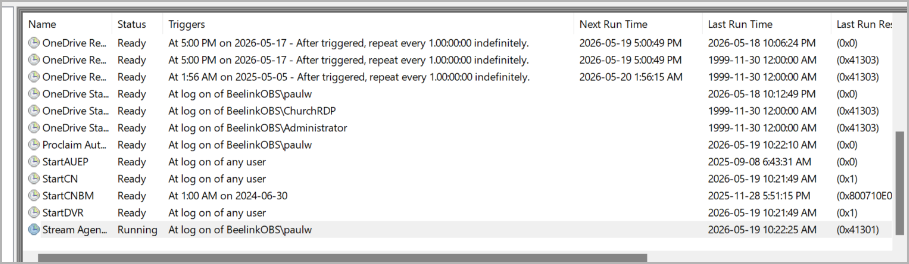 Name Status Triggers Next Run Time Last Run Time Last Run Res
OneDrive Re... Ready At 5:00 PM on 2026-05-17 - After triggered, repeat every 1.00:00:00 indefinitely. 2026-05-19 5:00:49 PM 2026-05-18 10:06:24 PM (0x0)
OneDrive Re... Ready At 5:00 PM on 2026-05-17 - After triggered, repeat every 1.00:00:00 indefinitely. 2026-05-19 5:00:49 PM 1999-11-30 12:00:00 AM (0x41303)
OneDrive Re... Ready At 1:56 AM on 2025-05-05 - After triggered, repeat every 1.00:00:00 indefinitely. 2026-05-20 1:56:15 AM 1999-11-30 12:00:00 AM (0x41303)
OneDrive Sta... Ready At log on of BeelinkOBS\paulw 2026-05-18 10:12:49 PM (0x0)
OneDrive Sta... Ready At log on of BeelinkOBS\ChurchRDP 1999-11-30 12:00:00 AM (0x41303)
OneDrive Sta... Ready At log on of BeelinkOBS\Administrator 1999-11-30 12:00:00 AM (0x41303)
Proclaim Aut... Ready At log on of BeelinkOBS\paulw 2026-05-19 10:22:10 AM (0x0)
StartAUEP Ready At log on of any user 2025-09-08 6:43:31 AM (0x0)
StartCN Ready At log on of any user 2026-05-19 10:21:49 AM (0x1)
StartCNBM Ready At 1:00 AM on 2024-06-30 2025-11-28 5:51:15 PM (0x800710E0
StartDVR Ready At log on of any user 2026-05-19 10:21:49 AM (0x1)
Stream Agen... Running At log on of BeelinkOBS\paulw 2026-05-19 10:22:25 AM (0x41301)